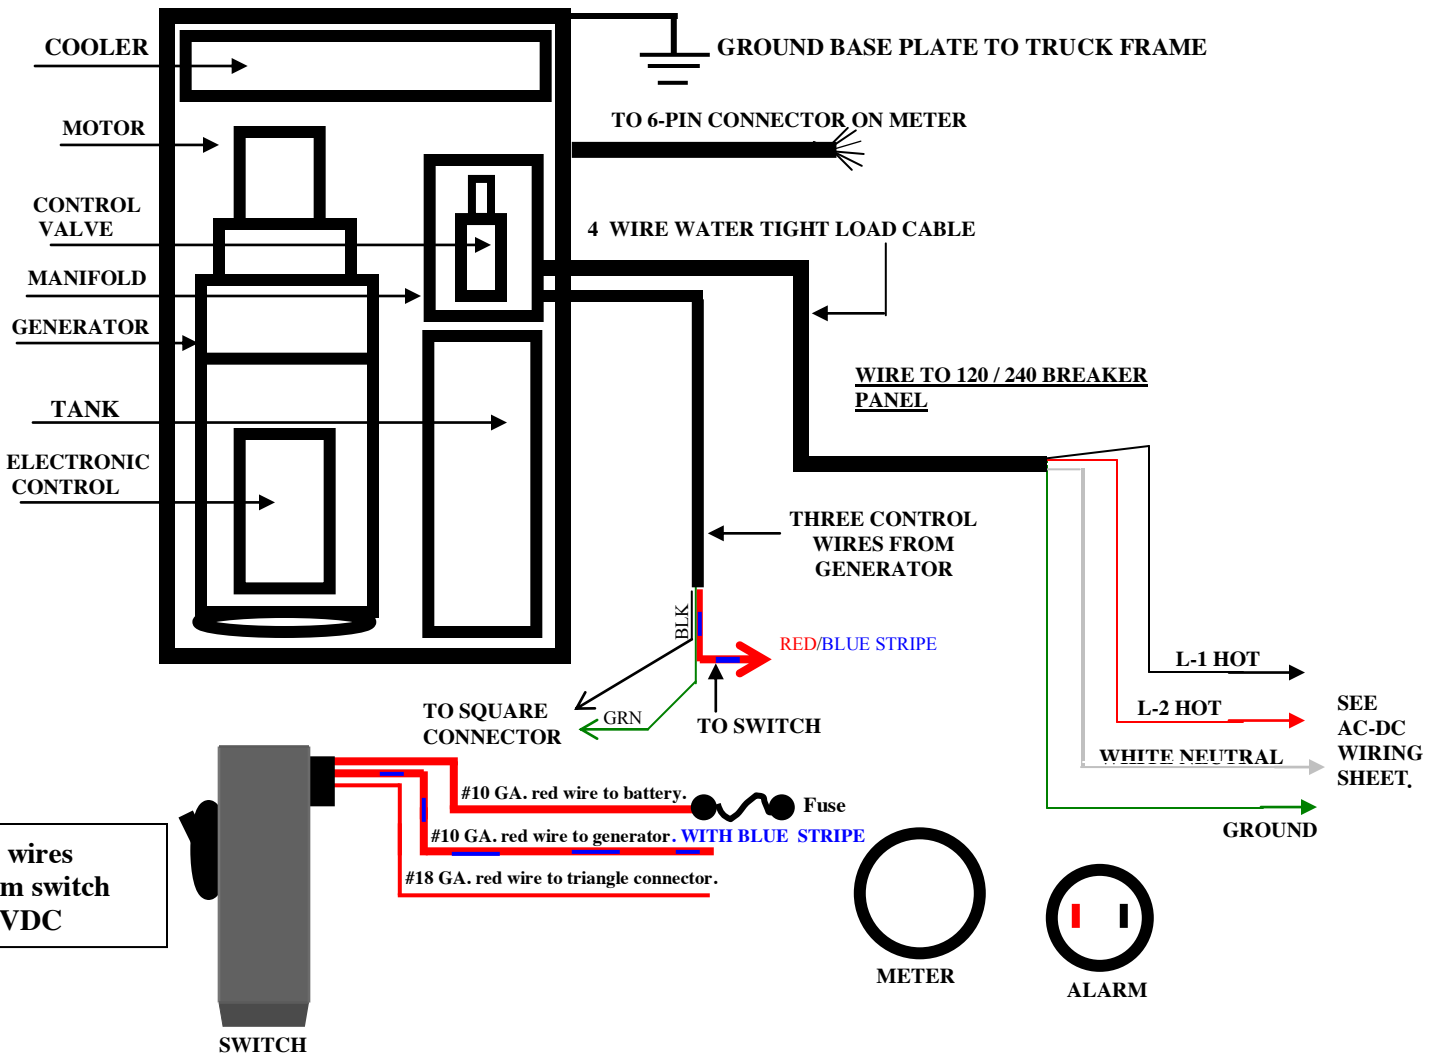 COOLER
GROUND BASE PLATE TO TRUCK FRAME
MOTOR
TO 6-PIN CONNECTOR ON METER
CONTROL
VALVE
4 WIRE WATER TIGHT LOAD CABLE
MANIFOLD
GENERATOR
WIRE TO 120 / 240 BREAKER
PANEL
TANK
ELECTRONIC
CONTROL
THREE CONTROL
WIRES FROM
GENERATOR
BLK
RED/BLUE STRIPE
TO SQUARE
CONNECTOR
GRN
TO SWITCH
L-1 HOT
L-2 HOT
WHITE NEUTRAL
GROUND
SEE
AC-DC
WIRING
SHEET.
#10 GA. red wire to battery.
Fuse
#10 GA. red wire to generator. WITH BLUE STRIPE
#18 GA. red wire to triangle connector.
wires
m switch
VDC
SWITCH
METER
ALARM